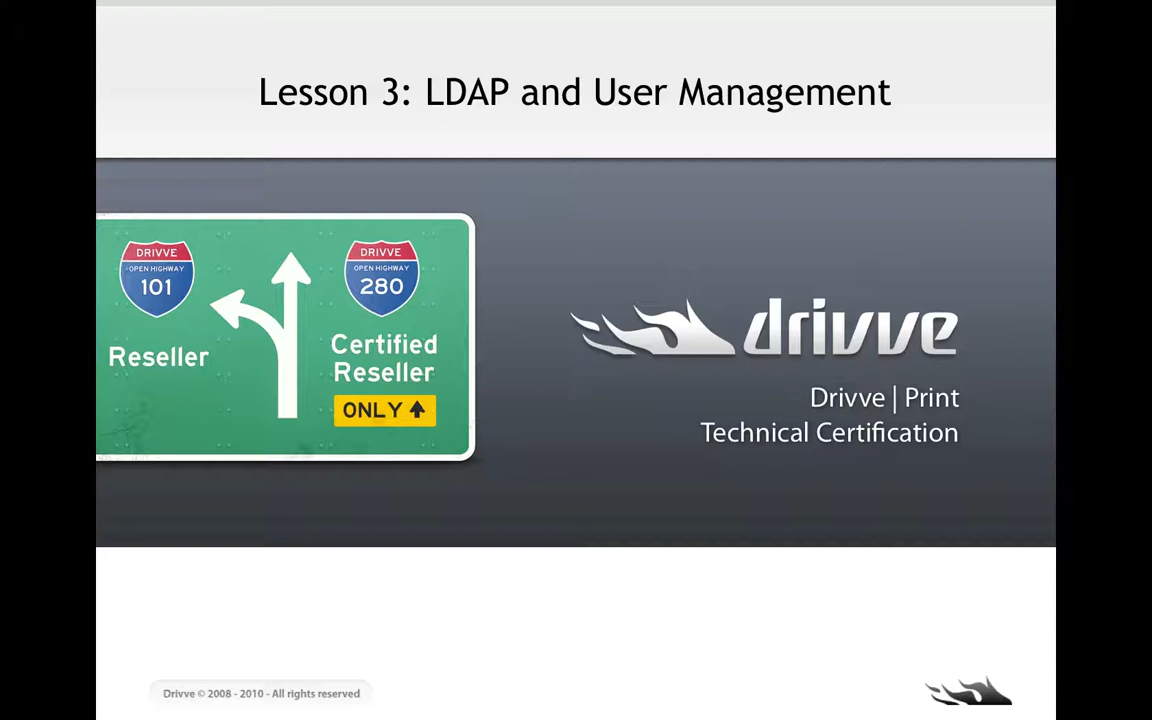 Lesson 3: LDAP and User Management
DRIVVE
OPEN HIGHWAY
101
Reseller
DRIVVE
OPEN HIGHWAY
280
Certified
Reseller
ONLY
drivve
Drivve | Print
Technical Certification
Drivve © 2008 - 2010 - All rights reserved